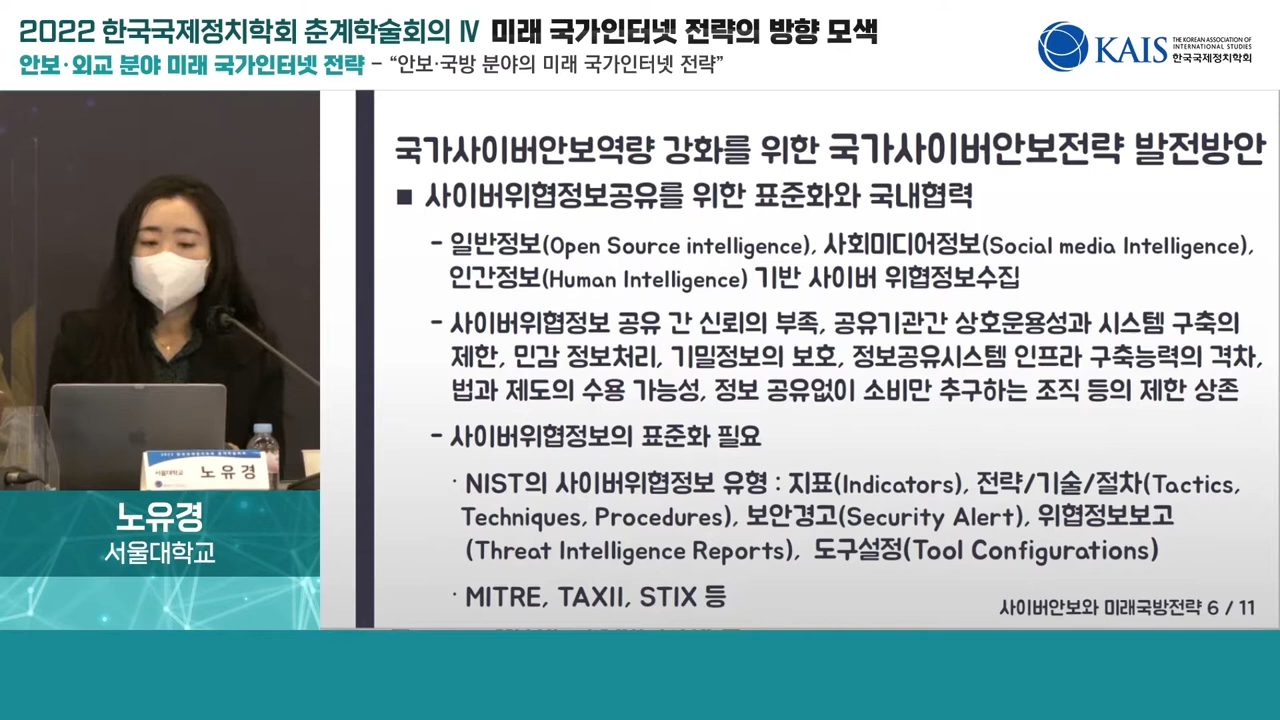 2022 한국국제정치학회 춘계학술회의 Ⅳ 미래 국가인터넷 전략의 방향 모색
안보·외교 분야 미래 국가인터넷 전략 – “안보·국방 분야의 미래 국가인터넷 전략”
KAIS
THE KOREAN ASSOCIATION OF
INTERNATIONAL STUDIES
한국국제정치학회
국가사이버안보역량 강화를 위한 국가사이버안보전략 발전방안
■ 사이버위협정보공유를 위한 표준화와 국내협력
- 일반정보(Open Source intelligence), 사회미디어정보(Social media Intelligence),
인간정보(Human Intelligence) 기반 사이버 위협정보수집
- 사이버위협정보 공유 간 신뢰의 부족, 공유기관간 상호운용성과 시스템 구축의
제한, 민감 정보처리, 기밀정보의 보호, 정보공유시스템 인프라 구축능력의 격차,
법과 제도의 수용 가능성, 정보 공유없이 소비만 추구하는 조직 등의 제한 상존
- 사이버위협정보의 표준화 필요
· NIST의 사이버위협정보 유형 : 지표(Indicators), 전략/기술/절차(Tactics,
Techniques, Procedures), 보안경고(Security Alert), 위협정보보고
(Threat Intelligence Reports), 도구설정(Tool Configurations)
· MITRE, TAXII, STIX 등
사이버안보와 미래국방전략 6 / 11
서울대학교
노유경
노유경
서울대학교